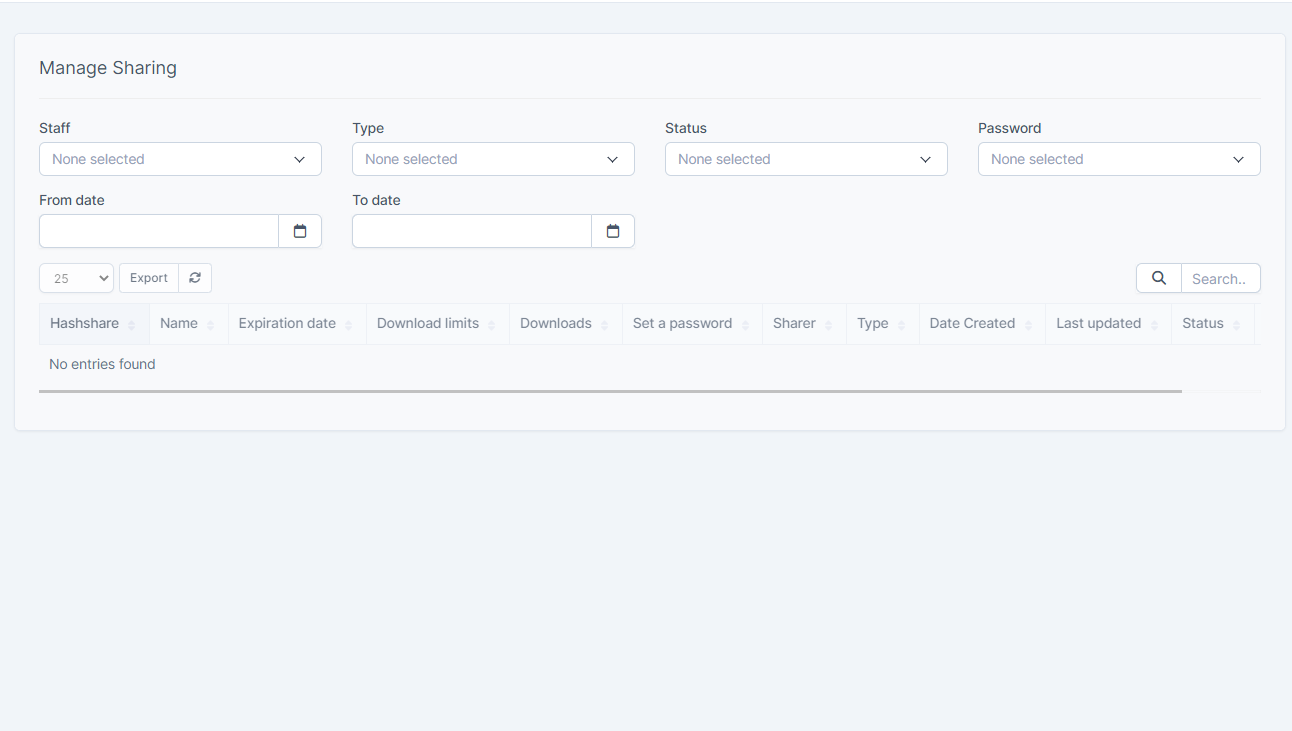 Manage Sharing
Staff Type Status Password
None selected None selected None selected None selected
From date To date
25 Export Search..
Hashshare Name Expiration date Download limits Downloads Set a password Sharer Type Date Created Last updated Status
No entries found